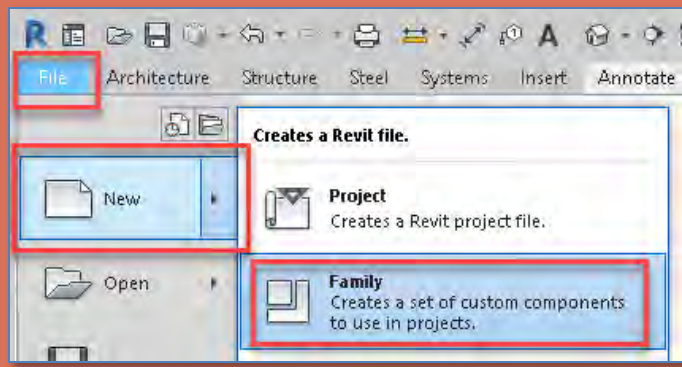 R A
File Architecture Structure Steel Systems Insert Annotate
Creates a Revit file.
New
Project
Creates a Revit project file.
Open
Family
Creates a set of custom components
to use in projects.